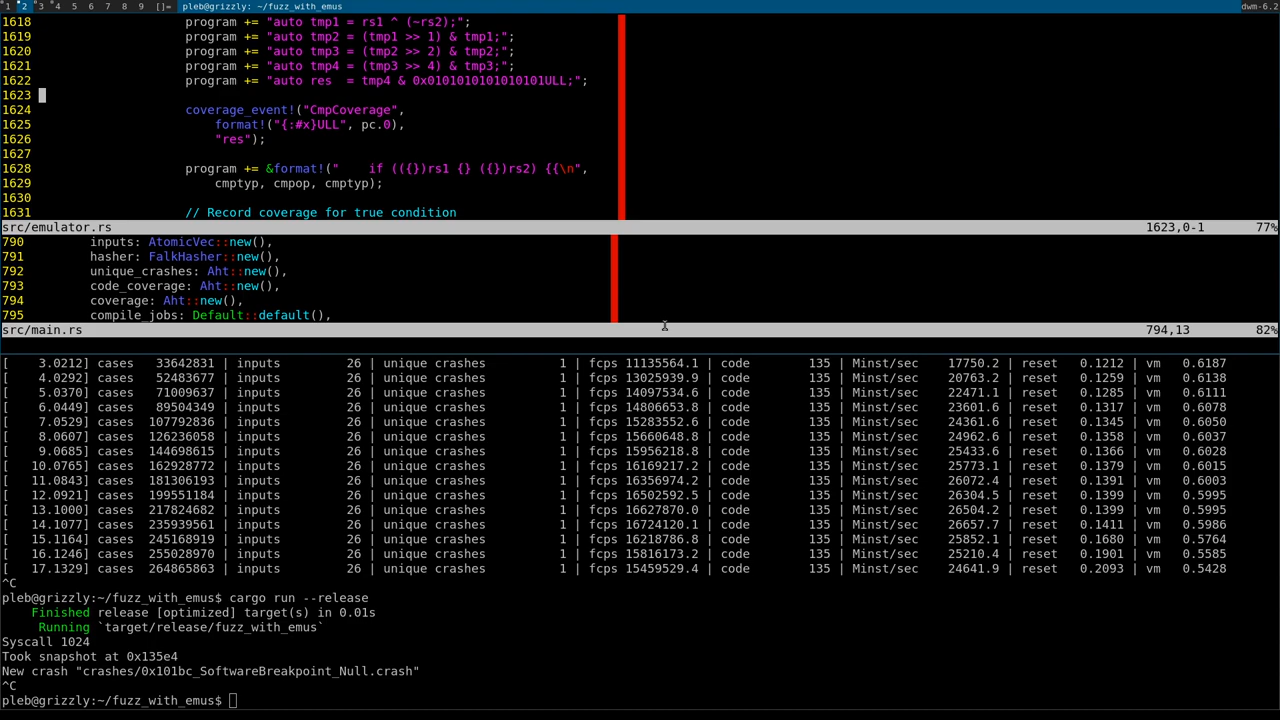 1 2 3 4 5 6 7 8 9 []= pleb@grizzly: ~/fuzz_with_emus dwm-6.2
1618 program += "auto tmp1 = rs1 ^ (~rs2);";
1619 program += "auto tmp2 = (tmp1 >> 1) & tmp1;";
1620 program += "auto tmp3 = (tmp2 >> 2) & tmp2;";
1621 program += "auto tmp4 = (tmp3 >> 4) & tmp3;";
1622 program += "auto res  = tmp4 & 0x0101010101010101ULL;";
1623
1624 coverage_event!("CmpCoverage",
1625 format!("{:#x}ULL", pc.0),
1626 "res");
1627
1628 program += &format!("    if (({})rs1 {} ({})rs2) {{\n",
1629 cmptyp, cmpop, cmptyp);
1630
1631 // Record coverage for true condition
src/emulator.rs 1623,0-1 77%
790 inputs: AtomicVec::new(),
791 hasher: FalkHasher::new(),
792 unique_crashes: Aht::new(),
793 code_coverage: Aht::new(),
794 coverage: Aht::new(),
795 compile_jobs: Default::default(),
src/main.rs 794,13 82%
[ 3.0212] cases 33642831 | inputs 26 | unique crashes 1 | fcps 11135564.1 | code 135 | Minst/sec 17750.2 | reset 0.1212 | vm 0.6187
[ 4.0292] cases 52483677 | inputs 26 | unique crashes 1 | fcps 13025939.9 | code 135 | Minst/sec 20763.2 | reset 0.1259 | vm 0.6138
[ 5.0370] cases 71009637 | inputs 26 | unique crashes 1 | fcps 14097534.6 | code 135 | Minst/sec 22471.1 | reset 0.1285 | vm 0.6111
[ 6.0449] cases 89504349 | inputs 26 | unique crashes 1 | fcps 14806653.8 | code 135 | Minst/sec 23601.6 | reset 0.1317 | vm 0.6078
[ 7.0529] cases 107792836 | inputs 26 | unique crashes 1 | fcps 15283552.6 | code 135 | Minst/sec 24361.6 | reset 0.1345 | vm 0.6050
[ 8.0607] cases 126236058 | inputs 26 | unique crashes 1 | fcps 15660648.8 | code 135 | Minst/sec 24962.6 | reset 0.1358 | vm 0.6037
[ 9.0685] cases 144698615 | inputs 26 | unique crashes 1 | fcps 15956218.8 | code 135 | Minst/sec 25433.6 | reset 0.1366 | vm 0.6028
[ 10.0765] cases 162928772 | inputs 26 | unique crashes 1 | fcps 16169217.2 | code 135 | Minst/sec 25773.1 | reset 0.1379 | vm 0.6015
[ 11.0843] cases 181306193 | inputs 26 | unique crashes 1 | fcps 16356974.2 | code 135 | Minst/sec 26072.4 | reset 0.1391 | vm 0.6003
[ 12.0921] cases 199551184 | inputs 26 | unique crashes 1 | fcps 16502592.5 | code 135 | Minst/sec 26304.5 | reset 0.1399 | vm 0.5995
[ 13.1000] cases 217824682 | inputs 26 | unique crashes 1 | fcps 16627870.0 | code 135 | Minst/sec 26504.2 | reset 0.1399 | vm 0.5995
[ 14.1077] cases 235939561 | inputs 26 | unique crashes 1 | fcps 16724120.1 | code 135 | Minst/sec 26657.7 | reset 0.1411 | vm 0.5986
[ 15.1164] cases 245168919 | inputs 26 | unique crashes 1 | fcps 16218786.8 | code 135 | Minst/sec 25852.1 | reset 0.1680 | vm 0.5764
[ 16.1246] cases 255028970 | inputs 26 | unique crashes 1 | fcps 15816173.2 | code 135 | Minst/sec 25210.4 | reset 0.1901 | vm 0.5585
[ 17.1329] cases 264865863 | inputs 26 | unique crashes 1 | fcps 15459529.4 | code 135 | Minst/sec 24641.9 | reset 0.2093 | vm 0.5428
^C
pleb@grizzly:~/fuzz_with_emus$ cargo run --release
Finished release [optimized] target(s) in 0.01s
Running `target/release/fuzz_with_emus`
Syscall 1024
Took snapshot at 0x135e4
New crash "crashes/0x101bc_SoftwareBreakpoint_Null.crash"
^C
pleb@grizzly:~/fuzz_with_emus$